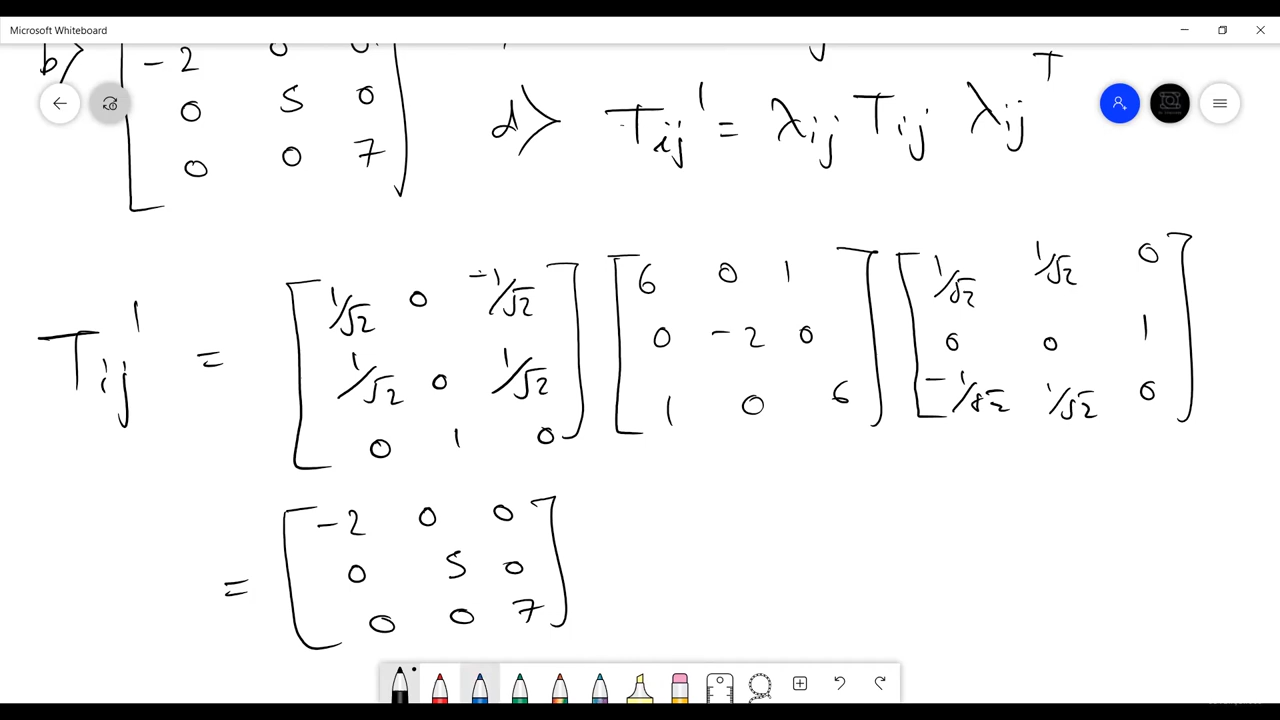 Microsoft Whiteboard
b) [ -2 0 0
0 5 0
0 0 7 ]
d) Tij' = λij Tij λij^T
Tij' = [ 1/√2 0 -1/√2 ] [ 6 0 1 ] [ 1/√2 1/√2 0 ]
[ 1/√2 0 1/√2 ] [ 0 -2 0 ] [ 0 0 1 ]
[ 0 1 0 ] [ 1 0 6 ] [ -1/√2 1/√2 0 ]
= [ -2 0 0 ]
[ 0 5 0 ]
[ 0 0 7 ]